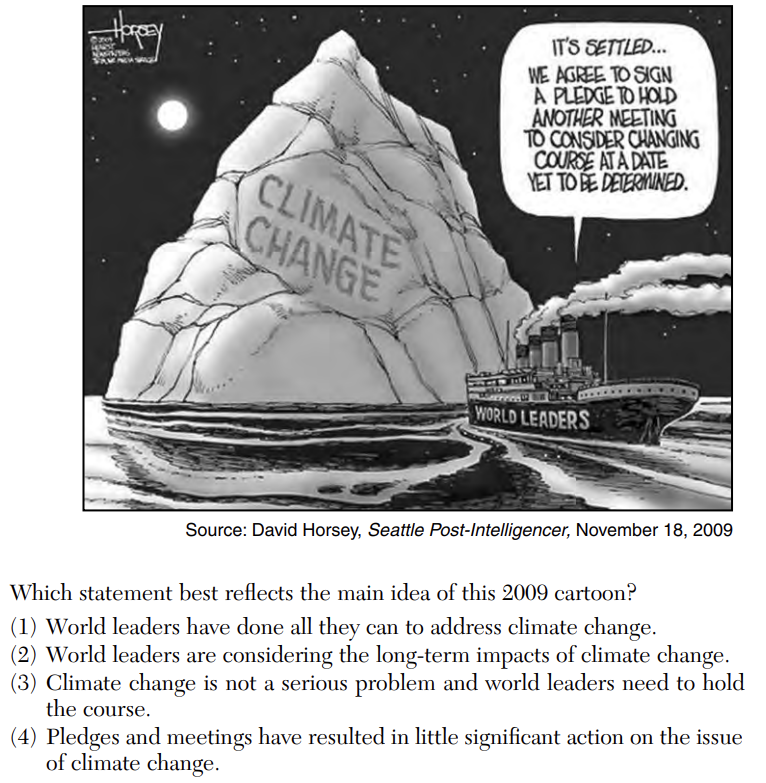 HORSEY
©2009
HEARST
NEWSPAPERS
IT'S SETTLED...
WE AGREE TO SIGN
A PLEDGE TO HOLD
ANOTHER MEETING
TO CONSIDER CHANGING
COURSE AT A DATE
YET TO BE DETERMINED.
CLIMATE
CHANGE
WORLD LEADERS
Source: David Horsey, Seattle Post-Intelligencer, November 18, 2009
Which statement best reflects the main idea of this 2009 cartoon?
(1) World leaders have done all they can to address climate change.
(2) World leaders are considering the long-term impacts of climate change.
(3) Climate change is not a serious problem and world leaders need to hold
the course.
(4) Pledges and meetings have resulted in little significant action on the issue
of climate change.